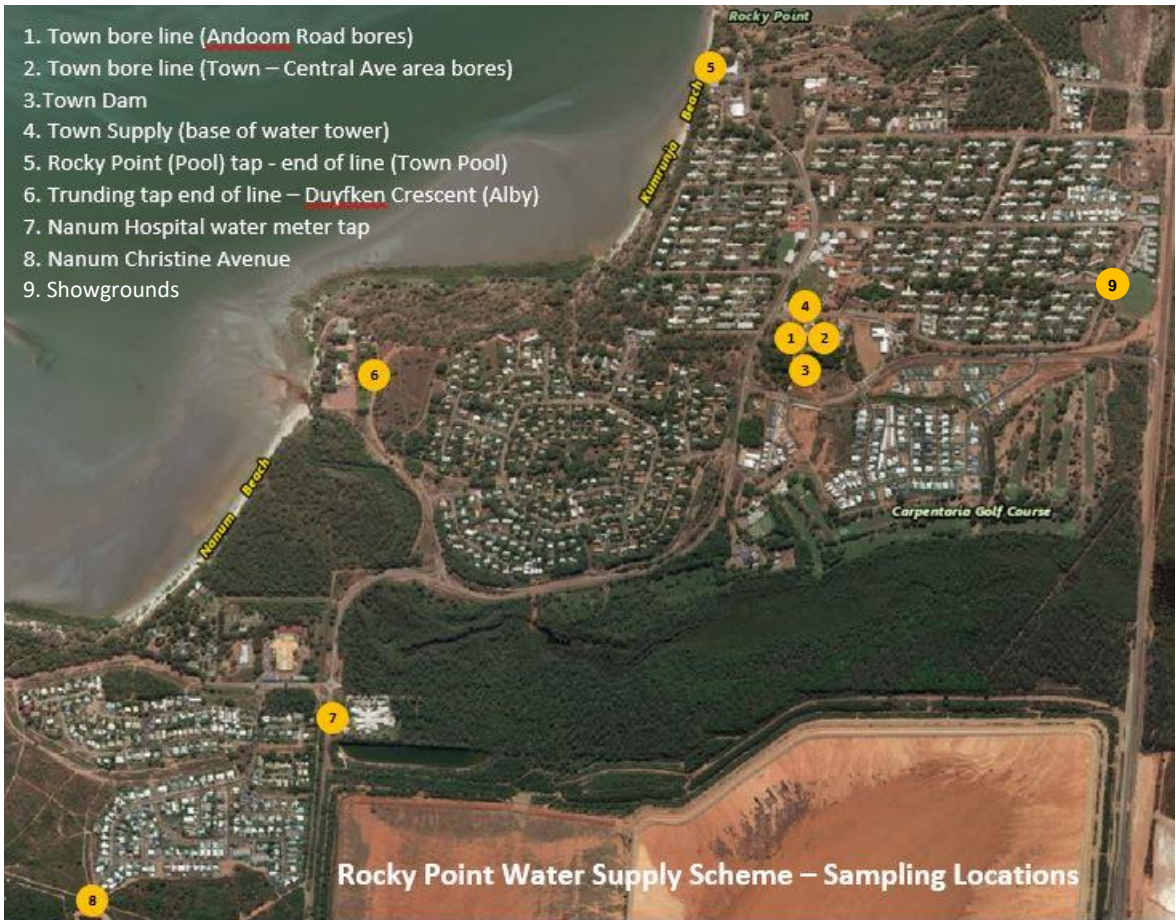 1. Town bore line (Andoom Road bores)
2. Town bore line (Town – Central Ave area bores)
3.Town Dam
4. Town Supply (base of water tower)
5. Rocky Point (Pool) tap - end of line (Town Pool)
6. Trunding tap end of line – Duyfken Crescent (Alby)
7. Nanum Hospital water meter tap
8. Nanum Christine Avenue
9. Showgrounds
Rocky Point
5
Kumrunja Beach
9
4
1 2
3
6
Nanum Beach
Carpentaria Golf Course
7
Rocky Point Water Supply Scheme – Sampling Locations
8